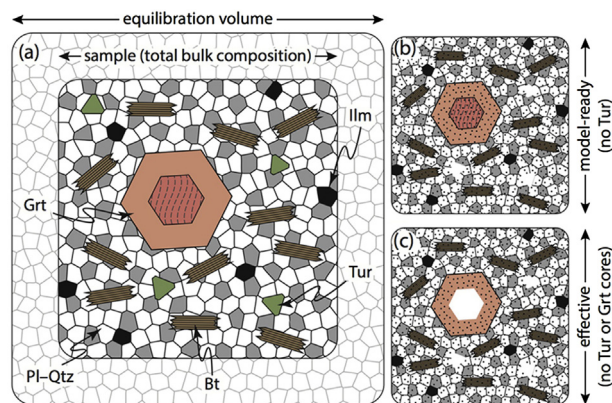 equilibration volume
(a)
sample (total bulk composition)
Ilm
Grt
Tur
Pl–Qtz
Bt
(b)
model-ready
(no Tur)
(c)
effective
(no Tur or Grt cores)